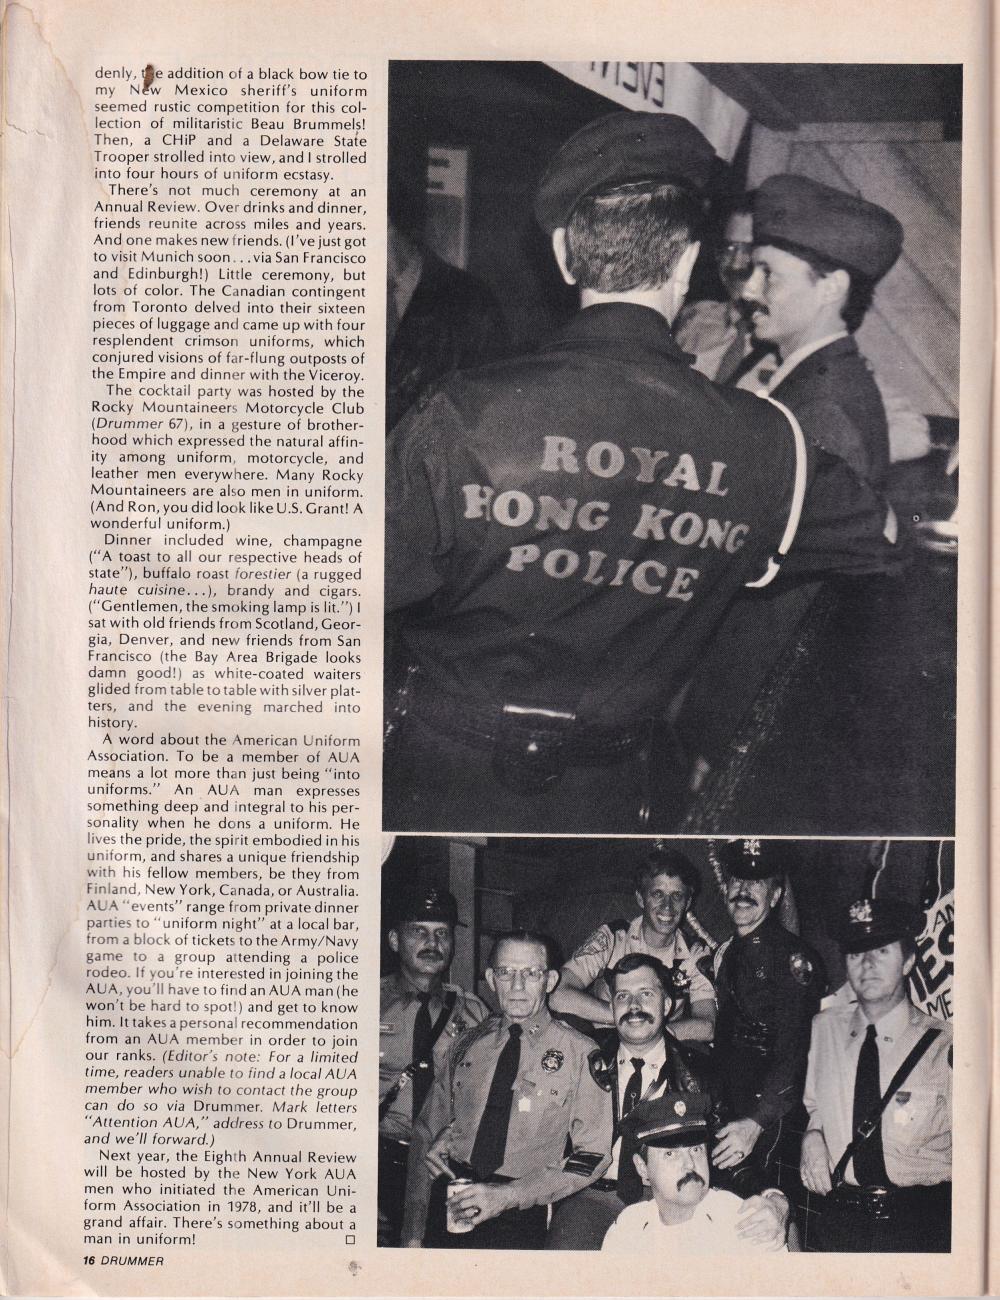 denly, the addition of a black bow tie to
my New Mexico sheriff's uniform
seemed rustic competition for this col-
lection of militaristic Beau Brummels!
Then, a CHiP and a Delaware State
Trooper strolled into view, and I strolled
into four hours of uniform ecstasy.
There's not much ceremony at an
Annual Review. Over drinks and dinner,
friends reunite across miles and years.
And one makes new friends. (I've just got
to visit Munich soon...via San Francisco
and Edinburgh!) Little ceremony, but
lots of color. The Canadian contingent
from Toronto delved into their sixteen
pieces of luggage and came up with four
resplendent crimson uniforms, which
conjured visions of far-flung outposts of
the Empire and dinner with the Viceroy.
The cocktail party was hosted by the
Rocky Mountaineers Motorcycle Club
(Drummer 67), in a gesture of brother-
hood which expressed the natural affin-
ity among uniform, motorcycle, and
leather men everywhere. Many Rocky
Mountaineers are also men in uniform.
(And Ron, you did look like U.S. Grant! A
wonderful uniform.)
Dinner included wine, champagne
("A toast to all our respective heads of
state"), buffalo roast forestier (a rugged
haute cuisine...), brandy and cigars.
("Gentlemen, the smoking lamp is lit.") I
sat with old friends from Scotland, Geor-
gia, Denver, and new friends from San
Francisco (the Bay Area Brigade looks
damn good!) as white-coated waiters
glided from table to table with silver plat-
ters, and the evening marched into
history.
A word about the American Uniform
Association. To be a member of AUA
means a lot more than just being "into
uniforms." An AUA man expresses
something deep and integral to his per-
sonality when he dons a uniform. He
lives the pride, the spirit embodied in his
uniform, and shares a unique friendship
with his fellow members, be they from
Finland, New York, Canada, or Australia.
AUA "events" range from private dinner
parties to "uniform night" at a local bar,
from a block of tickets to the Army/Navy
game to a group attending a police
rodeo. If you're interested in joining the
AUA, you'll have to find an AUA man (he
won't be hard to spot!) and get to know
him. It takes a personal recommendation
from an AUA member in order to join
our ranks. (Editor's note: For a limited
time, readers unable to find a local AUA
member who wish to contact the group
can do so via Drummer. Mark letters
"Attention AUA," address to Drummer,
and we'll forward.)
Next year, the Eighth Annual Review
will be hosted by the New York AUA
men who initiated the American Uni-
form Association in 1978, and it'll be a
grand affair. There's something about a
man in uniform!
16 DRUMMER
EVENT
ROYAL
HONG KONG
POLICE